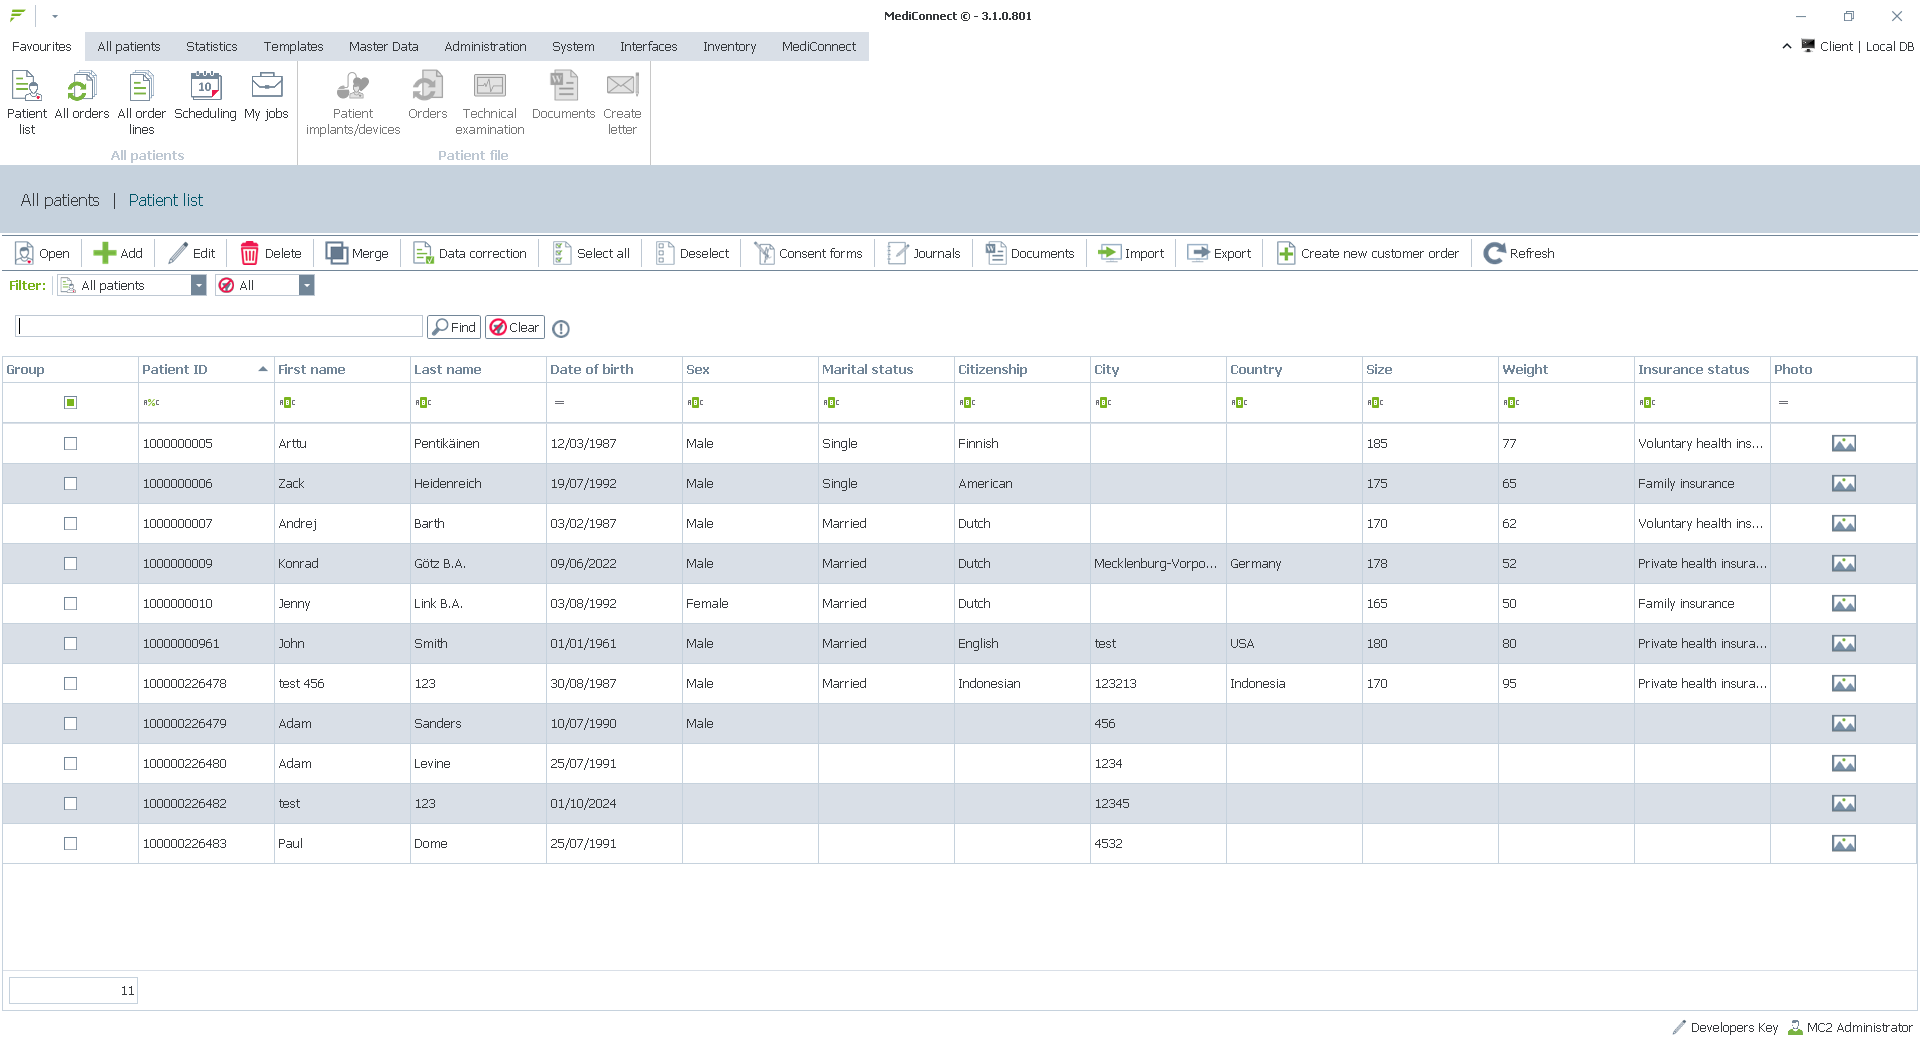 MediConnect © - 3.1.0.801
Favourites All patients Statistics Templates Master Data Administration System Interfaces Inventory MediConnect
Client | Local DB
Patient list All orders All order lines Scheduling My jobs
All patients
Patient implants/devices Orders Technical examination Documents Create letter
Patient file
All patients | Patient list
Open Add Edit Delete Merge Data correction Select all Deselect Consent forms Journals Documents Import Export Create new customer order Refresh
Filter: All patients All
Find Clear
Group Patient ID First name Last name Date of birth Sex Marital status Citizenship City Country Size Weight Insurance status Photo
1000000005 Arttu Pentikäinen 12/03/1987 Male Single Finnish 185 77 Voluntary health ins...
1000000006 Zack Heidenreich 19/07/1992 Male Single American 175 65 Family insurance
1000000007 Andrej Barth 03/02/1987 Male Married Dutch 170 62 Voluntary health ins...
1000000009 Konrad Götz B.A. 09/06/2022 Male Married Dutch Mecklenburg-Vorpo... Germany 178 52 Private health insura...
1000000010 Jenny Link B.A. 03/08/1992 Female Married Dutch 165 50 Family insurance
10000000961 John Smith 01/01/1961 Male Married English test USA 180 80 Private health insura...
100000226478 test 456 123 30/08/1987 Male Married Indonesian 123213 Indonesia 170 95 Private health insura...
100000226479 Adam Sanders 10/07/1990 Male 456
100000226480 Adam Levine 25/07/1991 1234
100000226482 test 123 01/10/2024 12345
100000226483 Paul Dome 25/07/1991 4532
11
Developers Key MC2 Administrator